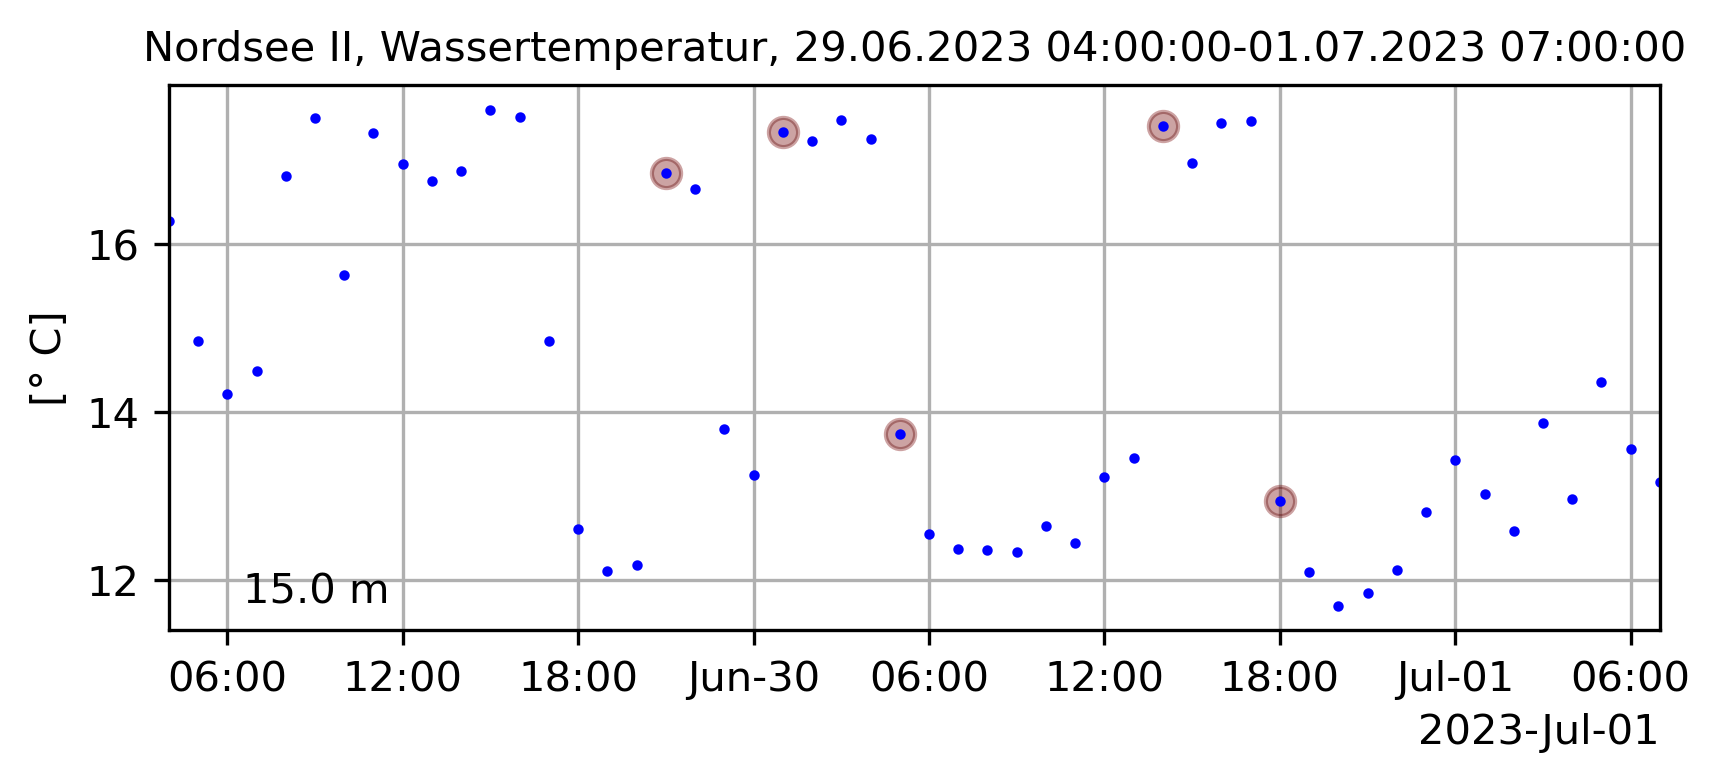 Nordsee II, Wassertemperatur, 29.06.2023 04:00:00-01.07.2023 07:00:00
[° C]
16
14
12
15.0 m
06:00 12:00 18:00 Jun-30 06:00 12:00 18:00 Jul-01 06:00
2023-Jul-01